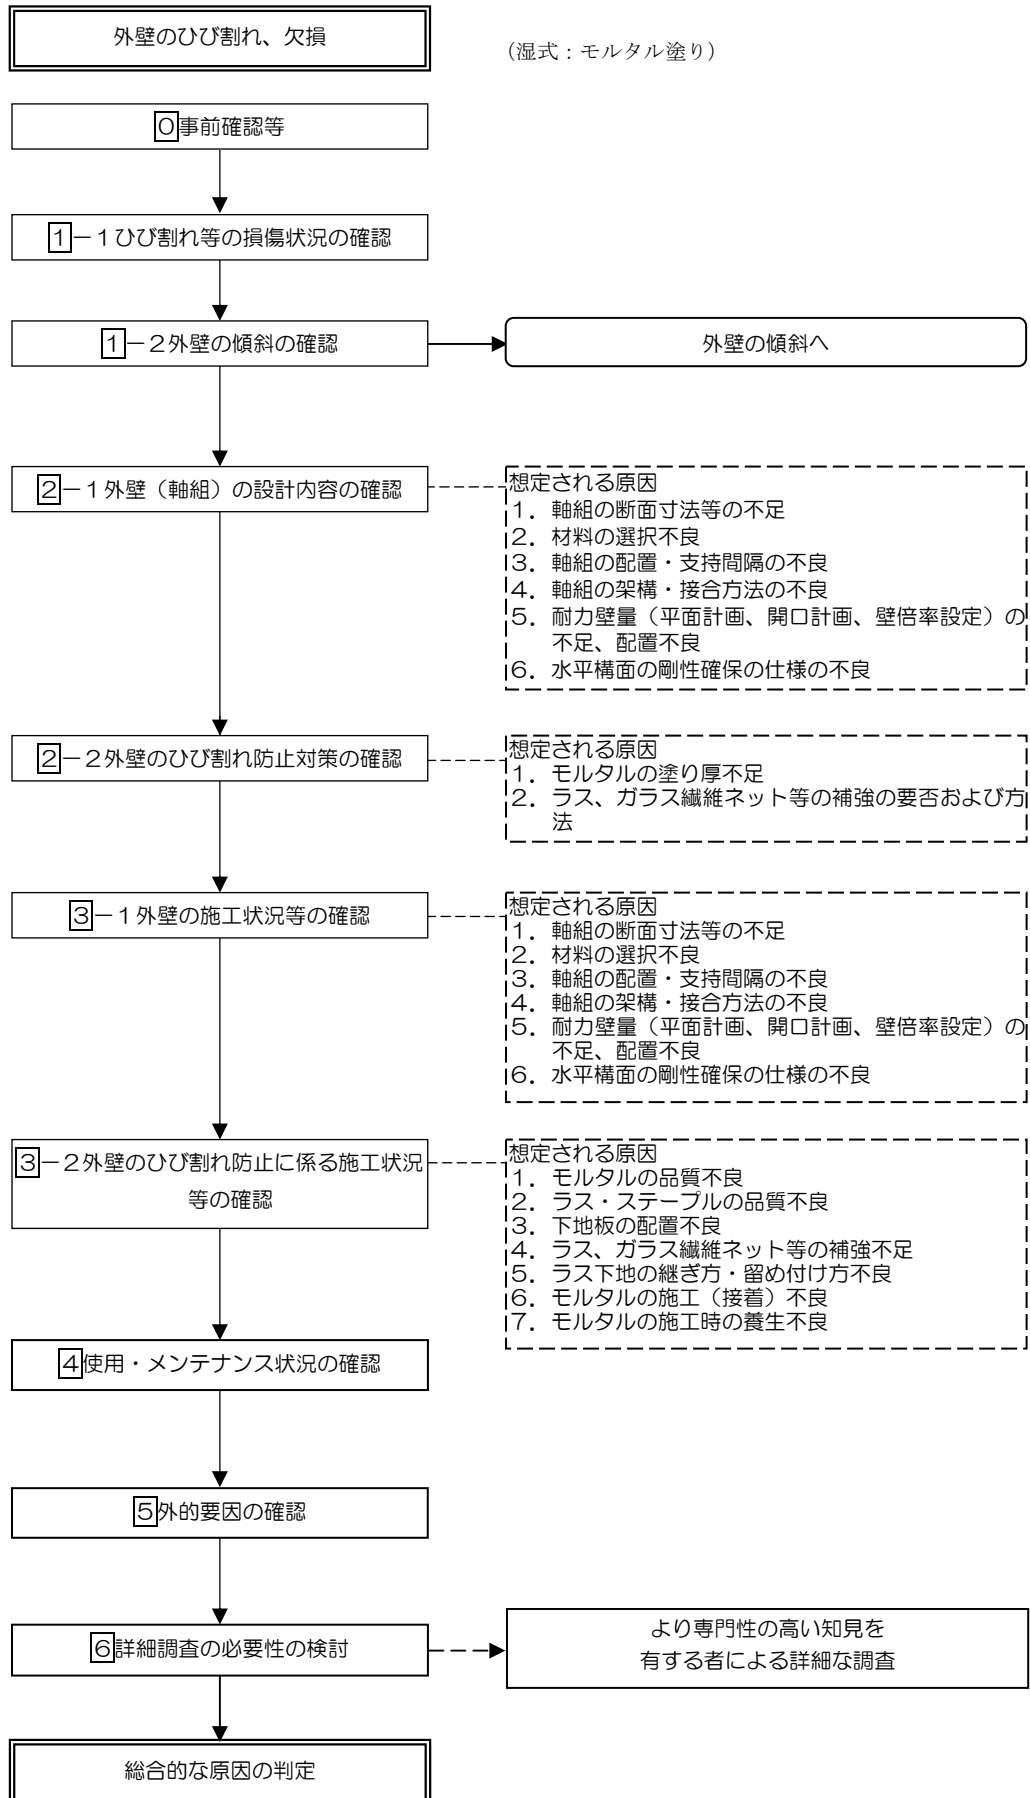 外壁のひび割れ、欠損
(湿式：モルタル塗り)
0事前確認等
1－1ひび割れ等の損傷状況の確認
1－2外壁の傾斜の確認
外壁の傾斜へ
2－1外壁（軸組）の設計内容の確認
想定される原因
1．軸組の断面寸法等の不足
2．材料の選択不良
3．軸組の配置・支持間隔の不良
4．軸組の架構・接合方法の不良
5．耐力壁量（平面計画、開口計画、壁倍率設定）の
不足、配置不良
6．水平構面の剛性確保の仕様の不良
2－2外壁のひび割れ防止対策の確認
想定される原因
1．モルタルの塗り厚不足
2．ラス、ガラス繊維ネット等の補強の要否および方
法
3－1外壁の施工状況等の確認
想定される原因
1．軸組の断面寸法等の不足
2．材料の選択不良
3．軸組の配置・支持間隔の不良
4．軸組の架構・接合方法の不良
5．耐力壁量（平面計画、開口計画、壁倍率設定）の
不足、配置不良
6．水平構面の剛性確保の仕様の不良
3－2外壁のひび割れ防止に係る施工状況
等の確認
想定される原因
1．モルタルの品質不良
2．ラス・ステープルの品質不良
3．下地板の配置不良
4．ラス、ガラス繊維ネット等の補強不足
5．ラス下地の継ぎ方・留め付け方不良
6．モルタルの施工（接着）不良
7．モルタルの施工時の養生不良
4使用・メンテナンス状況の確認
5外的要因の確認
6詳細調査の必要性の検討
より専門性の高い知見を
有する者による詳細な調査
総合的な原因の判定